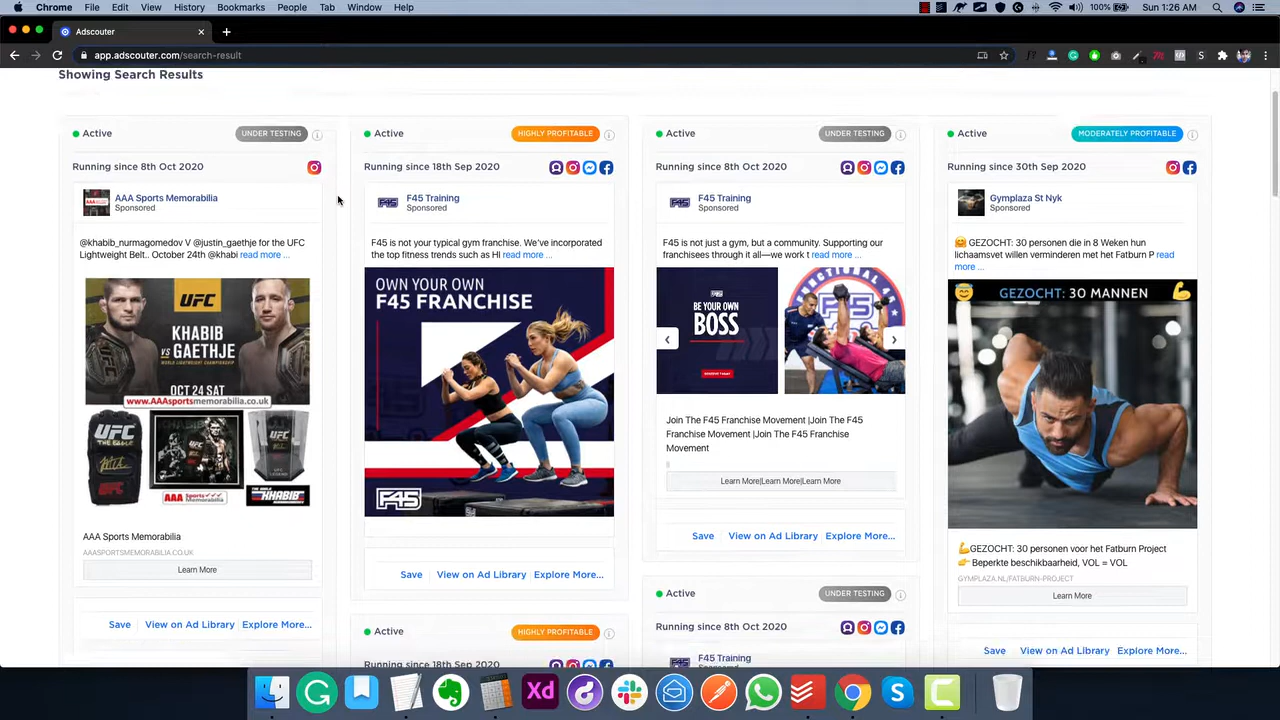 Chrome File Edit View History Bookmarks People Tab Window Help 100% Sun 1:26 AM
Adscouter
app.adscouter.com/search-result
Showing Search Results
Active UNDER TESTING
Running since 8th Oct 2020
AAA Sports Memorabilia
Sponsored
@khabib_nurmagomedov V @justin_gaethje for the UFC
Lightweight Belt.. October 24th @khabi read more ...
UFC
KHABIB
VS
GAETHJE
WORLD LIGHTWEIGHT CHAMPIONSHIP
OCT 24 SAT
www.AAAsportsmemorabilia.co.uk
AAA Sports Memorabilia
KHABIB
AAA Sports Memorabilia
AAASPORTSMEMORABILIA.CO.UK
Learn More
Save View on Ad Library Explore More...
Active HIGHLY PROFITABLE
Running since 18th Sep 2020
F45 Training
Sponsored
F45 is not your typical gym franchise. We've incorporated
the top fitness trends such as HI read more ...
OWN YOUR OWN
F45 FRANCHISE
F45
Save View on Ad Library Explore More...
Active HIGHLY PROFITABLE
Running since 18th Sep 2020
Active UNDER TESTING
Running since 8th Oct 2020
F45 Training
Sponsored
F45 is not just a gym, but a community. Supporting our
franchisees through it all—we work t read more ...
BE YOUR OWN
BOSS
Join The F45 Franchise Movement |Join The F45
Franchise Movement |Join The F45 Franchise
Movement
Learn More|Learn More|Learn More
Save View on Ad Library Explore More...
Active UNDER TESTING
Running since 8th Oct 2020
F45 Training
Active MODERATELY PROFITABLE
Running since 30th Sep 2020
Gymplaza St Nyk
Sponsored
🤗 GEZOCHT: 30 personen die in 8 Weken hun
lichaamsvet willen verminderen met het Fatburn P read
more ...
GEZOCHT: 30 MANNEN
💪GEZOCHT: 30 personen voor het Fatburn Project
👉 Beperkte beschikbaarheid, VOL = VOL
GYMPLAZA.NL/FATBURN-PROJECT
Learn More
Save View on Ad Library Explore More...